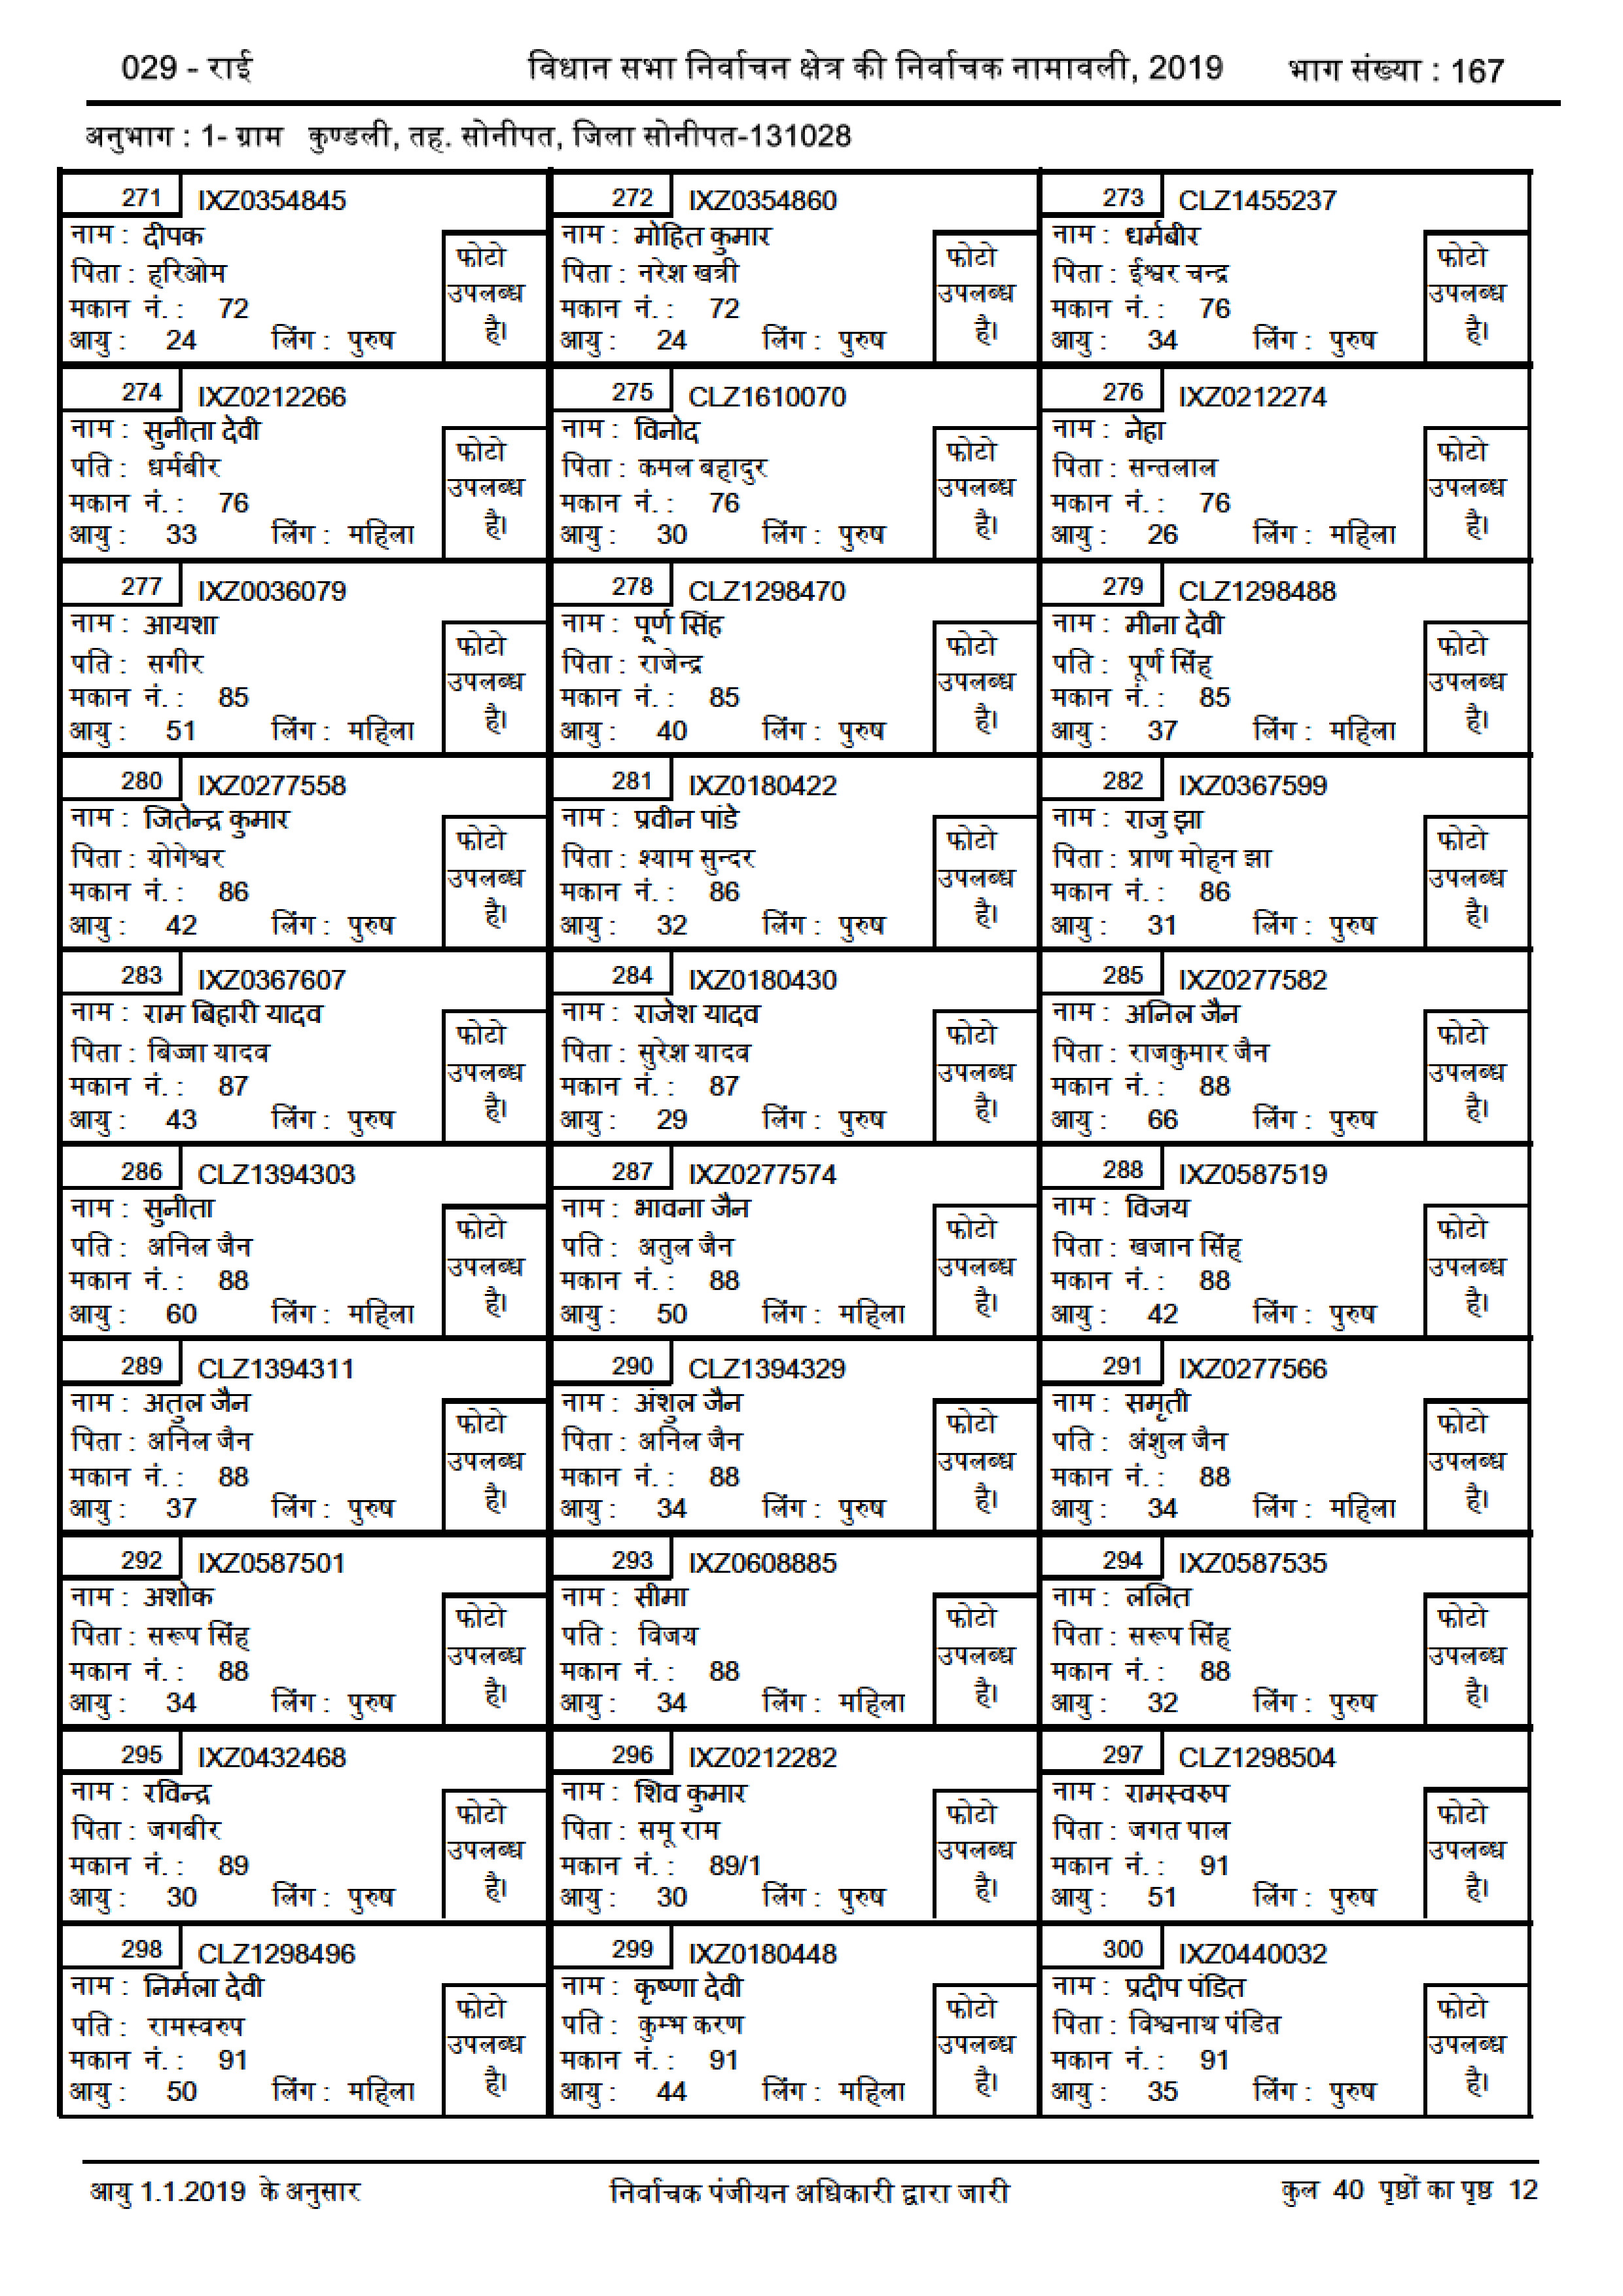 029 - राई विधान सभा निर्वाचन क्षेत्र की निर्वाचक नामावली, 2019 भाग संख्या : 167
अनुभाग : 1- ग्राम कुण्डली, तह. सोनीपत, जिला सोनीपत-131028
271 IXZ0354845
नाम : दीपक
पिता : हरिओम
मकान नं. : 72
आयु : 24 लिंग : पुरुष
फोटो
उपलब्ध
है।
272 IXZ0354860
नाम : मोहित कुमार
पिता : नरेश खत्री
मकान नं. : 72
आयु : 24 लिंग : पुरुष
फोटो
उपलब्ध
है।
273 CLZ1455237
नाम : धर्मबीर
पिता : ईश्वर चन्द्र
मकान नं. : 76
आयु : 34 लिंग : पुरुष
फोटो
उपलब्ध
है।
274 IXZ0212266
नाम : सुनीता देवी
पति : धर्मबीर
मकान नं. : 76
आयु : 33 लिंग : महिला
फोटो
उपलब्ध
है।
275 CLZ1610070
नाम : विनोद
पिता : कमल बहादुर
मकान नं. : 76
आयु : 30 लिंग : पुरुष
फोटो
उपलब्ध
है।
276 IXZ0212274
नाम : नेहा
पिता : सन्तलाल
मकान नं. : 76
आयु : 26 लिंग : महिला
फोटो
उपलब्ध
है।
277 IXZ0036079
नाम : आयशा
पति : सगीर
मकान नं. : 85
आयु : 51 लिंग : महिला
फोटो
उपलब्ध
है।
278 CLZ1298470
नाम : पूर्ण सिंह
पिता : राजेन्द्र
मकान नं. : 85
आयु : 40 लिंग : पुरुष
फोटो
उपलब्ध
है।
279 CLZ1298488
नाम : मीना देवी
पति : पूर्ण सिंह
मकान नं. : 85
आयु : 37 लिंग : महिला
फोटो
उपलब्ध
है।
280 IXZ0277558
नाम : जितेन्द्र कुमार
पिता : योगेश्वर
मकान नं. : 86
आयु : 42 लिंग : पुरुष
फोटो
उपलब्ध
है।
281 IXZ0180422
नाम : प्रवीन पांडे
पिता : श्याम सुन्दर
मकान नं. : 86
आयु : 32 लिंग : पुरुष
फोटो
उपलब्ध
है।
282 IXZ0367599
नाम : राजु झा
पिता : प्राण मोहन झा
मकान नं. : 86
आयु : 31 लिंग : पुरुष
फोटो
उपलब्ध
है।
283 IXZ0367607
नाम : राम बिहारी यादव
पिता : बिज्जा यादव
मकान नं. : 87
आयु : 43 लिंग : पुरुष
फोटो
उपलब्ध
है।
284 IXZ0180430
नाम : राजेश यादव
पिता : सुरेश यादव
मकान नं. : 87
आयु : 29 लिंग : पुरुष
फोटो
उपलब्ध
है।
285 IXZ0277582
नाम : अनिल जैन
पिता : राजकुमार जैन
मकान नं. : 88
आयु : 66 लिंग : पुरुष
फोटो
उपलब्ध
है।
286 CLZ1394303
नाम : सुनीता
पति : अनिल जैन
मकान नं. : 88
आयु : 60 लिंग : महिला
फोटो
उपलब्ध
है।
287 IXZ0277574
नाम : भावना जैन
पति : अतुल जैन
मकान नं. : 88
आयु : 50 लिंग : महिला
फोटो
उपलब्ध
है।
288 IXZ0587519
नाम : विजय
पिता : खजान सिंह
मकान नं. : 88
आयु : 42 लिंग : पुरुष
फोटो
उपलब्ध
है।
289 CLZ1394311
नाम : अतुल जैन
पिता : अनिल जैन
मकान नं. : 88
आयु : 37 लिंग : पुरुष
फोटो
उपलब्ध
है।
290 CLZ1394329
नाम : अंशुल जैन
पिता : अनिल जैन
मकान नं. : 88
आयु : 34 लिंग : पुरुष
फोटो
उपलब्ध
है।
291 IXZ0277566
नाम : समृती
पति : अंशुल जैन
मकान नं. : 88
आयु : 34 लिंग : महिला
फोटो
उपलब्ध
है।
292 IXZ0587501
नाम : अशोक
पिता : सरूप सिंह
मकान नं. : 88
आयु : 34 लिंग : पुरुष
फोटो
उपलब्ध
है।
293 IXZ0608885
नाम : सीमा
पति : विजय
मकान नं. : 88
आयु : 34 लिंग : महिला
फोटो
उपलब्ध
है।
294 IXZ0587535
नाम : ललित
पिता : सरूप सिंह
मकान नं. : 88
आयु : 32 लिंग : पुरुष
फोटो
उपलब्ध
है।
295 IXZ0432468
नाम : रविन्द्र
पिता : जगबीर
मकान नं. : 89
आयु : 30 लिंग : पुरुष
फोटो
उपलब्ध
है।
296 IXZ0212282
नाम : शिव कुमार
पिता : समू राम
मकान नं. : 89/1
आयु : 30 लिंग : पुरुष
फोटो
उपलब्ध
है।
297 CLZ1298504
नाम : रामस्वरुप
पिता : जगत पाल
मकान नं. : 91
आयु : 51 लिंग : पुरुष
फोटो
उपलब्ध
है।
298 CLZ1298496
नाम : निर्मला देवी
पति : रामस्वरुप
मकान नं. : 91
आयु : 50 लिंग : महिला
फोटो
उपलब्ध
है।
299 IXZ0180448
नाम : कृष्णा देवी
पति : कुम्भ करण
मकान नं. : 91
आयु : 44 लिंग : महिला
फोटो
उपलब्ध
है।
300 IXZ0440032
नाम : प्रदीप पंडित
पिता : विश्वनाथ पंडित
मकान नं. : 91
आयु : 35 लिंग : पुरुष
फोटो
उपलब्ध
है।
आयु 1.1.2019 के अनुसार निर्वाचक पंजीयन अधिकारी द्वारा जारी कुल 40 पृष्ठों का पृष्ठ 12